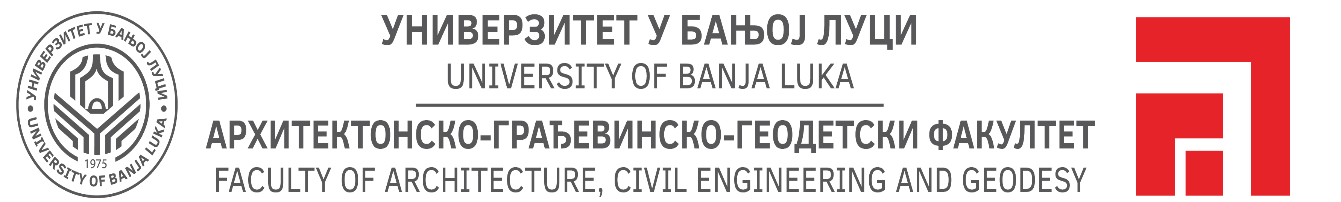 УНИВЕРЗИТЕТ У БАЊОЈ ЛУЦИ • UNIVERSITY OF BANJA LUKA •
1975
УНИВЕРЗИТЕТ У БАЊОЈ ЛУЦИ
UNIVERSITY OF BANJA LUKA
АРХИТЕКТОНСКО-ГРАЂЕВИНСКО-ГЕОДЕТСКИ ФАКУЛТЕТ
FACULTY OF ARCHITECTURE, CIVIL ENGINEERING AND GEODESY